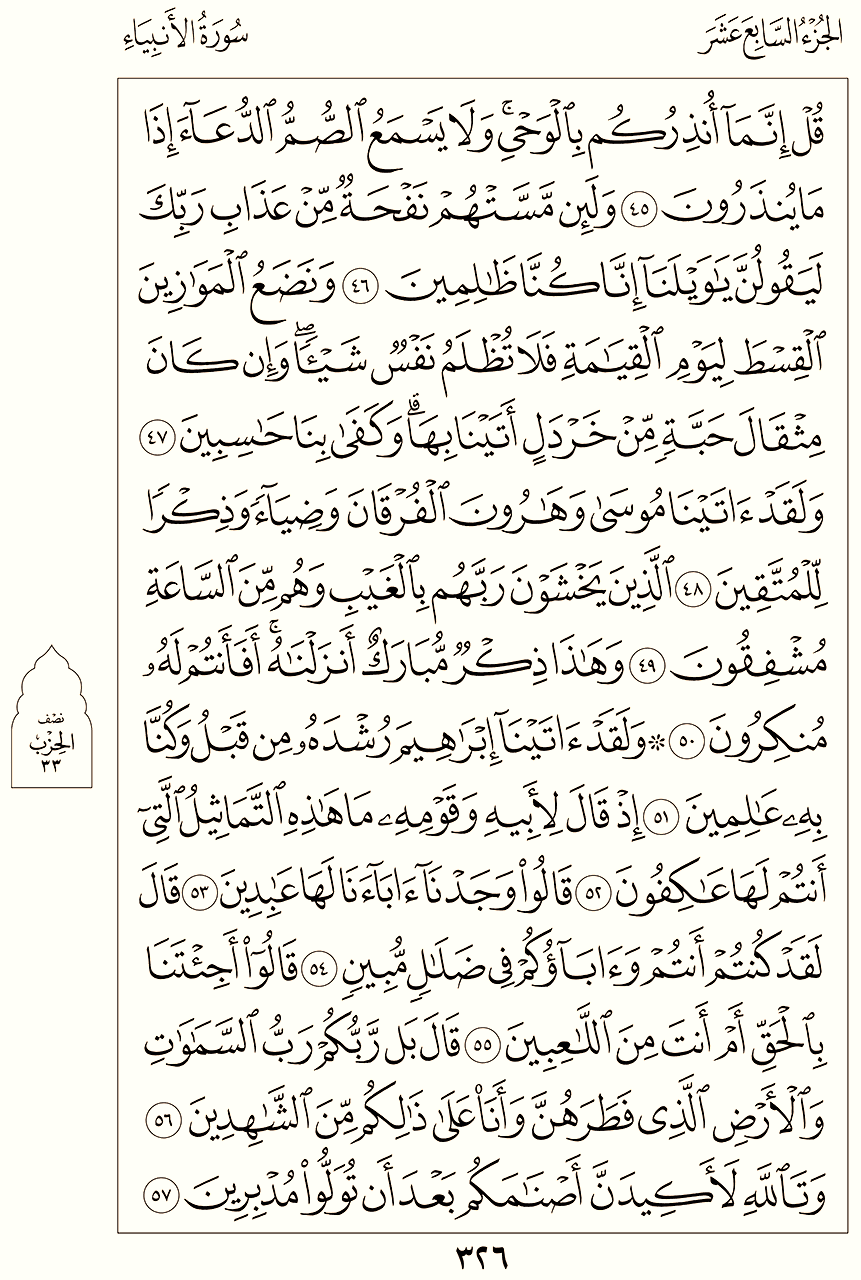 الجُزْءُ السَّابِعَ عَشَرَ
سُورَةُ الأَنبِيَاءِ
قُلْ إِنَّمَآ أُنذِرُكُم بِٱلْوَحْىِۚ وَلَا يَسْمَعُ ٱلصُّمُّ ٱلدُّعَآءَ إِذَا
مَا يُنذَرُونَ ٤٥ وَلَئِن مَّسَّتْهُمْ نَفْحَةٌ مِّنْ عَذَابِ رَبِّكَ
لَيَقُولُنَّ يَٰوَيْلَنَآ إِنَّا كُنَّا ظَٰلِمِينَ ٤٦ وَنَضَعُ ٱلْمَوَٰزِينَ
ٱلْقِسْطَ لِيَوْمِ ٱلْقِيَٰمَةِ فَلَا تُظْلَمُ نَفْسٌ شَيْـًٔاۖ وَإِن كَانَ
مِثْقَالَ حَبَّةٍ مِّنْ خَرْدَلٍ أَتَيْنَا بِهَاۗ وَكَفَىٰ بِنَا حَٰسِبِينَ ٤٧
وَلَقَدْ ءَاتَيْنَا مُوسَىٰ وَهَٰرُونَ ٱلْفُرْقَانَ وَضِيَآءً وَذِكْرًا
لِّلْمُتَّقِينَ ٤٨ ٱلَّذِينَ يَخْشَوْنَ رَبَّهُم بِٱلْغَيْبِ وَهُم مِّنَ ٱلسَّاعَةِ
مُشْفِقُونَ ٤٩ وَهَٰذَا ذِكْرٌ مُّبَارَكٌ أَنزَلْنَٰهُۚ أَفَأَنتُمْ لَهُۥ
مُنكِرُونَ ٥٠ ۞ وَلَقَدْ ءَاتَيْنَآ إِبْرَٰهِيمَ رُشْدَهُۥ مِن قَبْلُ وَكُنَّا
بِهِۦ عَٰلِمِينَ ٥١ إِذْ قَالَ لِأَبِيهِ وَقَوْمِهِۦ مَا هَٰذِهِ ٱلتَّمَاثِيلُ ٱلَّتِىٓ
أَنتُمْ لَهَا عَٰكِفُونَ ٥٢ قَالُوا۟ وَجَدْنَآ ءَابَآءَنَا لَهَا عَٰبِدِينَ ٥٣ قَالَ
لَقَدْ كُنتُمْ أَنتُمْ وَءَابَآؤُكُمْ فِى ضَلَٰلٍ مُّبِينٍ ٥٤ قَالُوٓا۟ أَجِئْتَنَا
بِٱلْحَقِّ أَمْ أَنتَ مِنَ ٱللَّٰعِبِينَ ٥٥ قَالَ بَل رَّبُّكُمْ رَبُّ ٱلسَّمَٰوَٰتِ
وَٱلْأَرْضِ ٱلَّذِى فَطَرَهُنَّ وَأَنَا۠ عَلَىٰ ذَٰلِكُم مِّنَ ٱلشَّٰهِدِينَ ٥٦
وَتَٱللَّهِ لَأَكِيدَنَّ أَصْنَٰمَكُم بَعْدَ أَن تُوَلُّوا۟ مُدْبِرِينَ ٥٧
نِصْف
الحِزْبِ
٣٣
٣٢٦